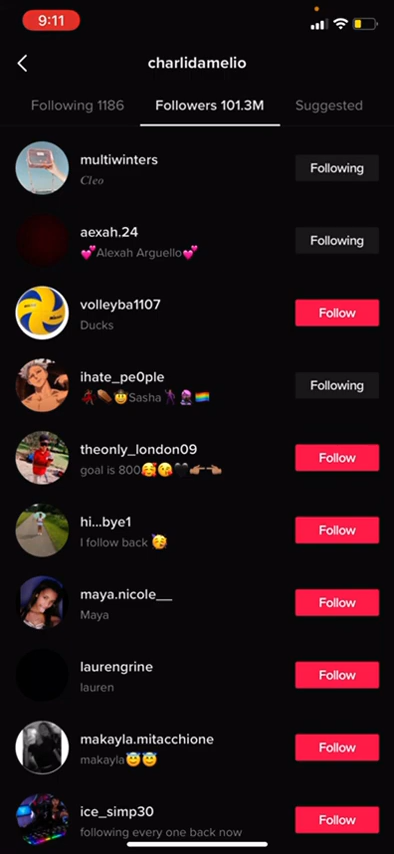 9:11
charlidamelio
Following 1186 Followers 101.3M Suggested
multiwinters
Following
𝐶𝑙𝑒𝑜
aexah.24
Following
💕Alexah Arguello💕
volleyba1107
Follow
Ducks
ihate_pe0ple
Following
Sasha
theonly_london09
Follow
goal is 800🥰😘🖤👉🏽👈🏽
hi...bye1
Follow
I follow back 🥳
maya.nicole__
Follow
Maya
laurengrine
Follow
lauren
makayla.mitacchione
Follow
makayla😇😇
ice_simp30
Follow
following every one back now